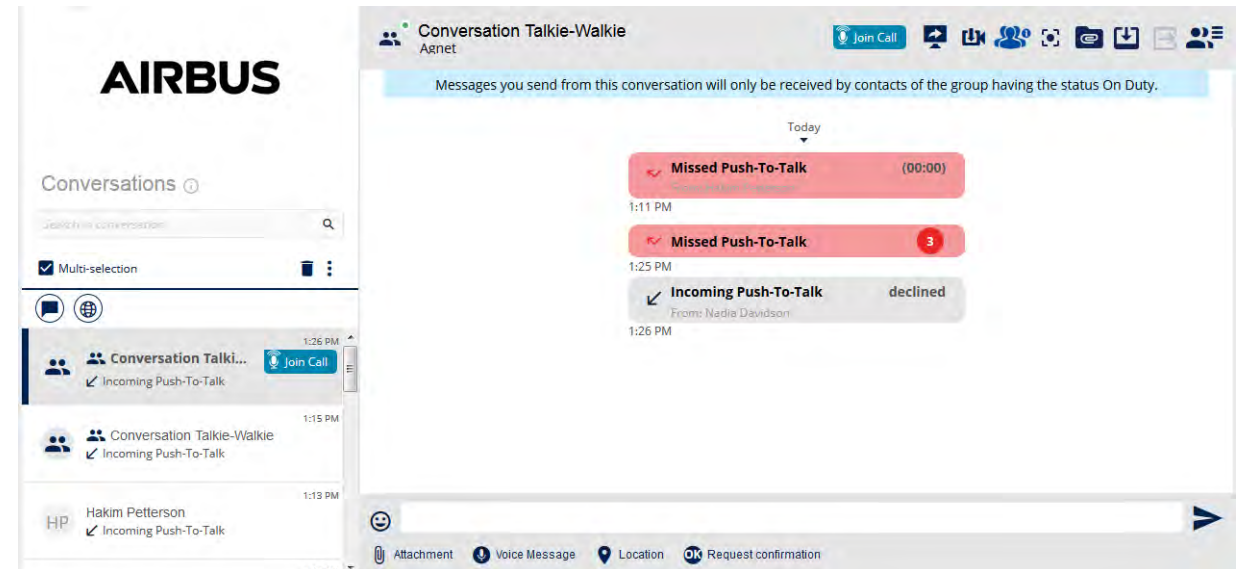 AIRBUS
Conversations
Search in conversation
Multi-selection
1:26 PM
Conversation Talki...
Join Call
Incoming Push-To-Talk
1:15 PM
Conversation Talkie-Walkie
Incoming Push-To-Talk
1:13 PM
HP
Hakim Petterson
Incoming Push-To-Talk
Conversation Talkie-Walkie
Agnet
Join Call
Messages you send from this conversation will only be received by contacts of the group having the status On Duty.
Today
Missed Push-To-Talk (00:00)
1:11 PM
Missed Push-To-Talk 3
1:25 PM
Incoming Push-To-Talk declined
From: Nadia Davidson
1:26 PM
Attachment Voice Message Location OK Request confirmation